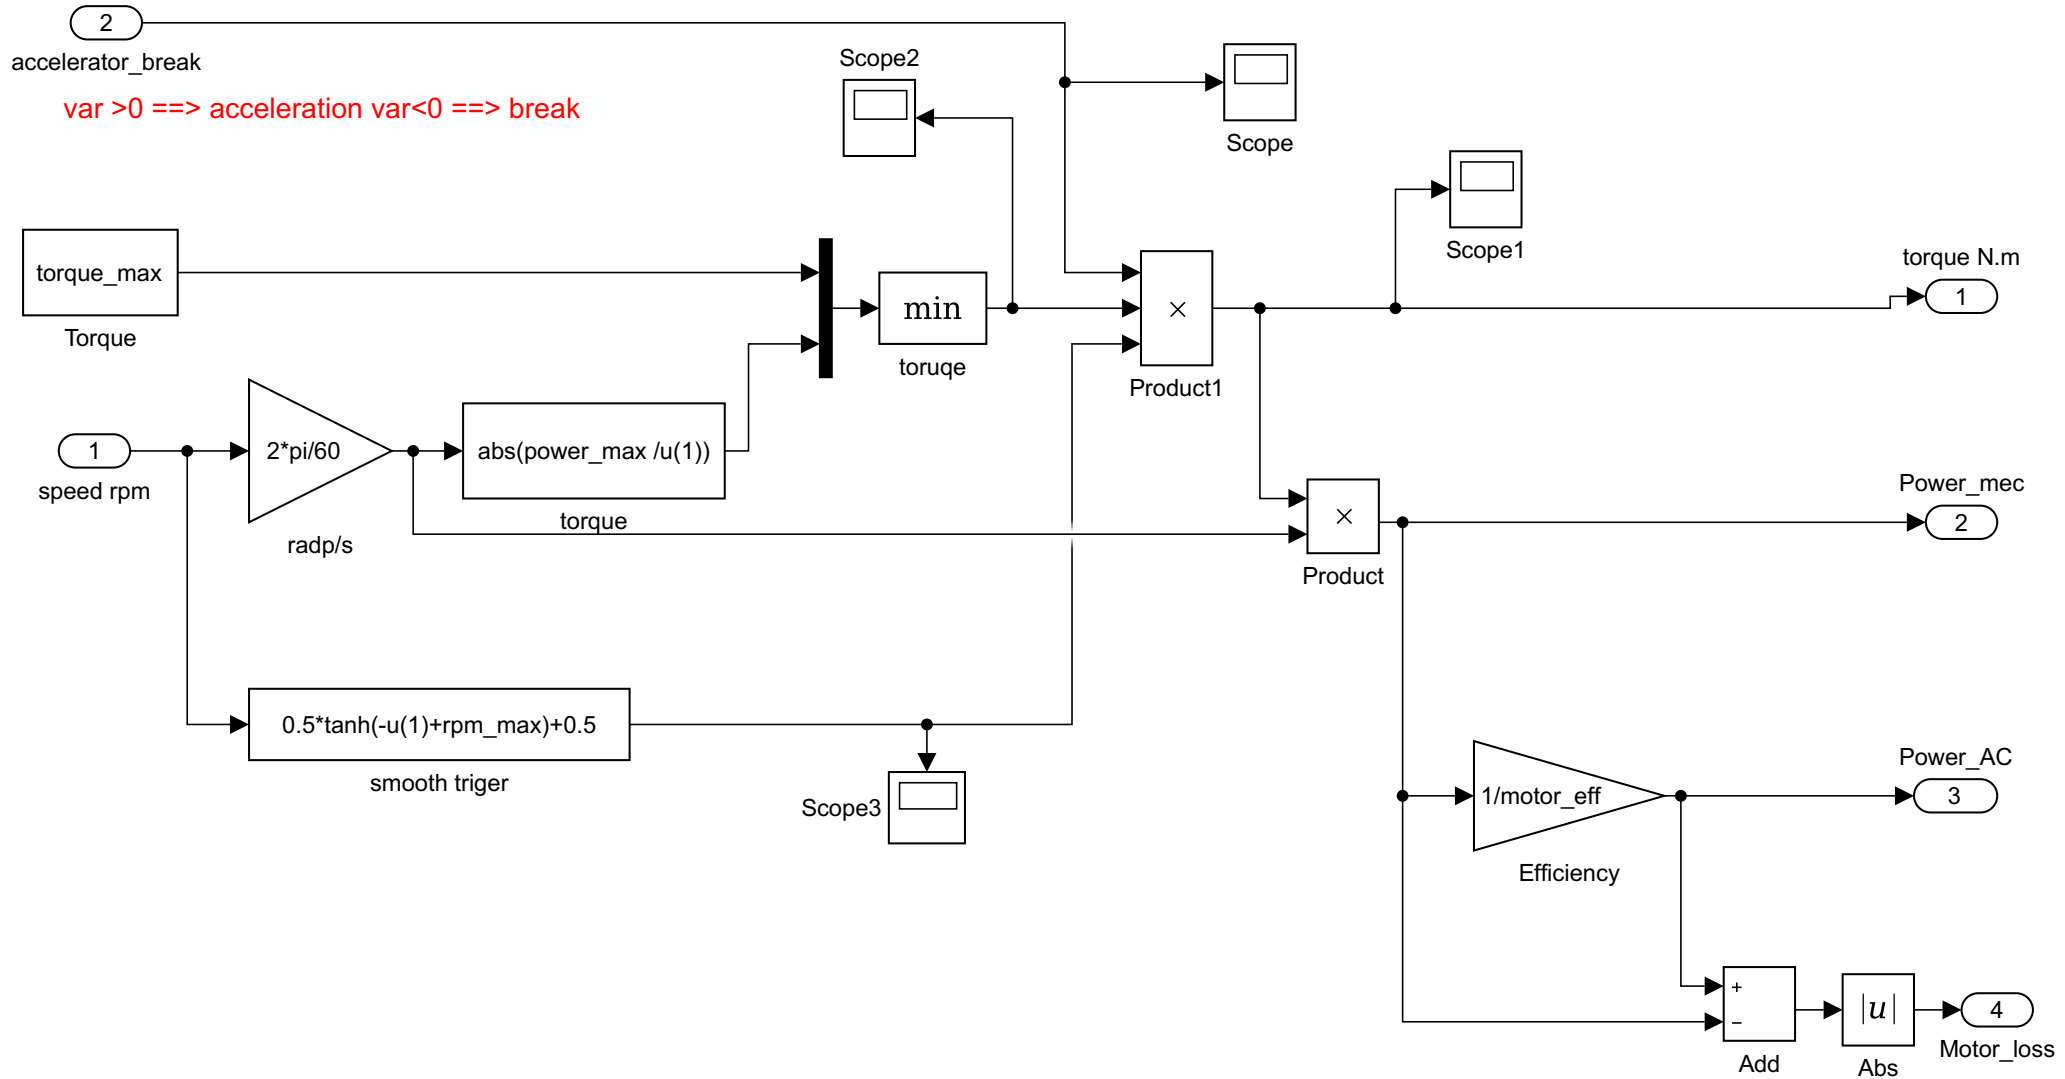 2
accelerator_break
var >0 ==> acceleration var<0 ==> break
Scope2
Scope
Scope1
torque_max
Torque
min
toruqe
×
Product1
torque N.m
1
1
speed rpm
2*pi/60
radp/s
abs(power_max /u(1))
torque
×
Product
Power_mec
2
0.5*tanh(-u(1)+rpm_max)+0.5
smooth triger
Scope3
1/motor_eff
Efficiency
Power_AC
3
+
−
Add
|u|
Abs
4
Motor_loss